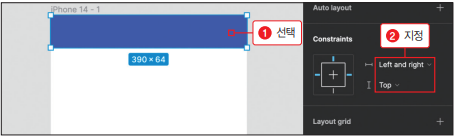 iPhone 14 - 1
1 선택
390 × 64
Auto layout
Constraints
2 지정
Left and right
Top
Layout grid